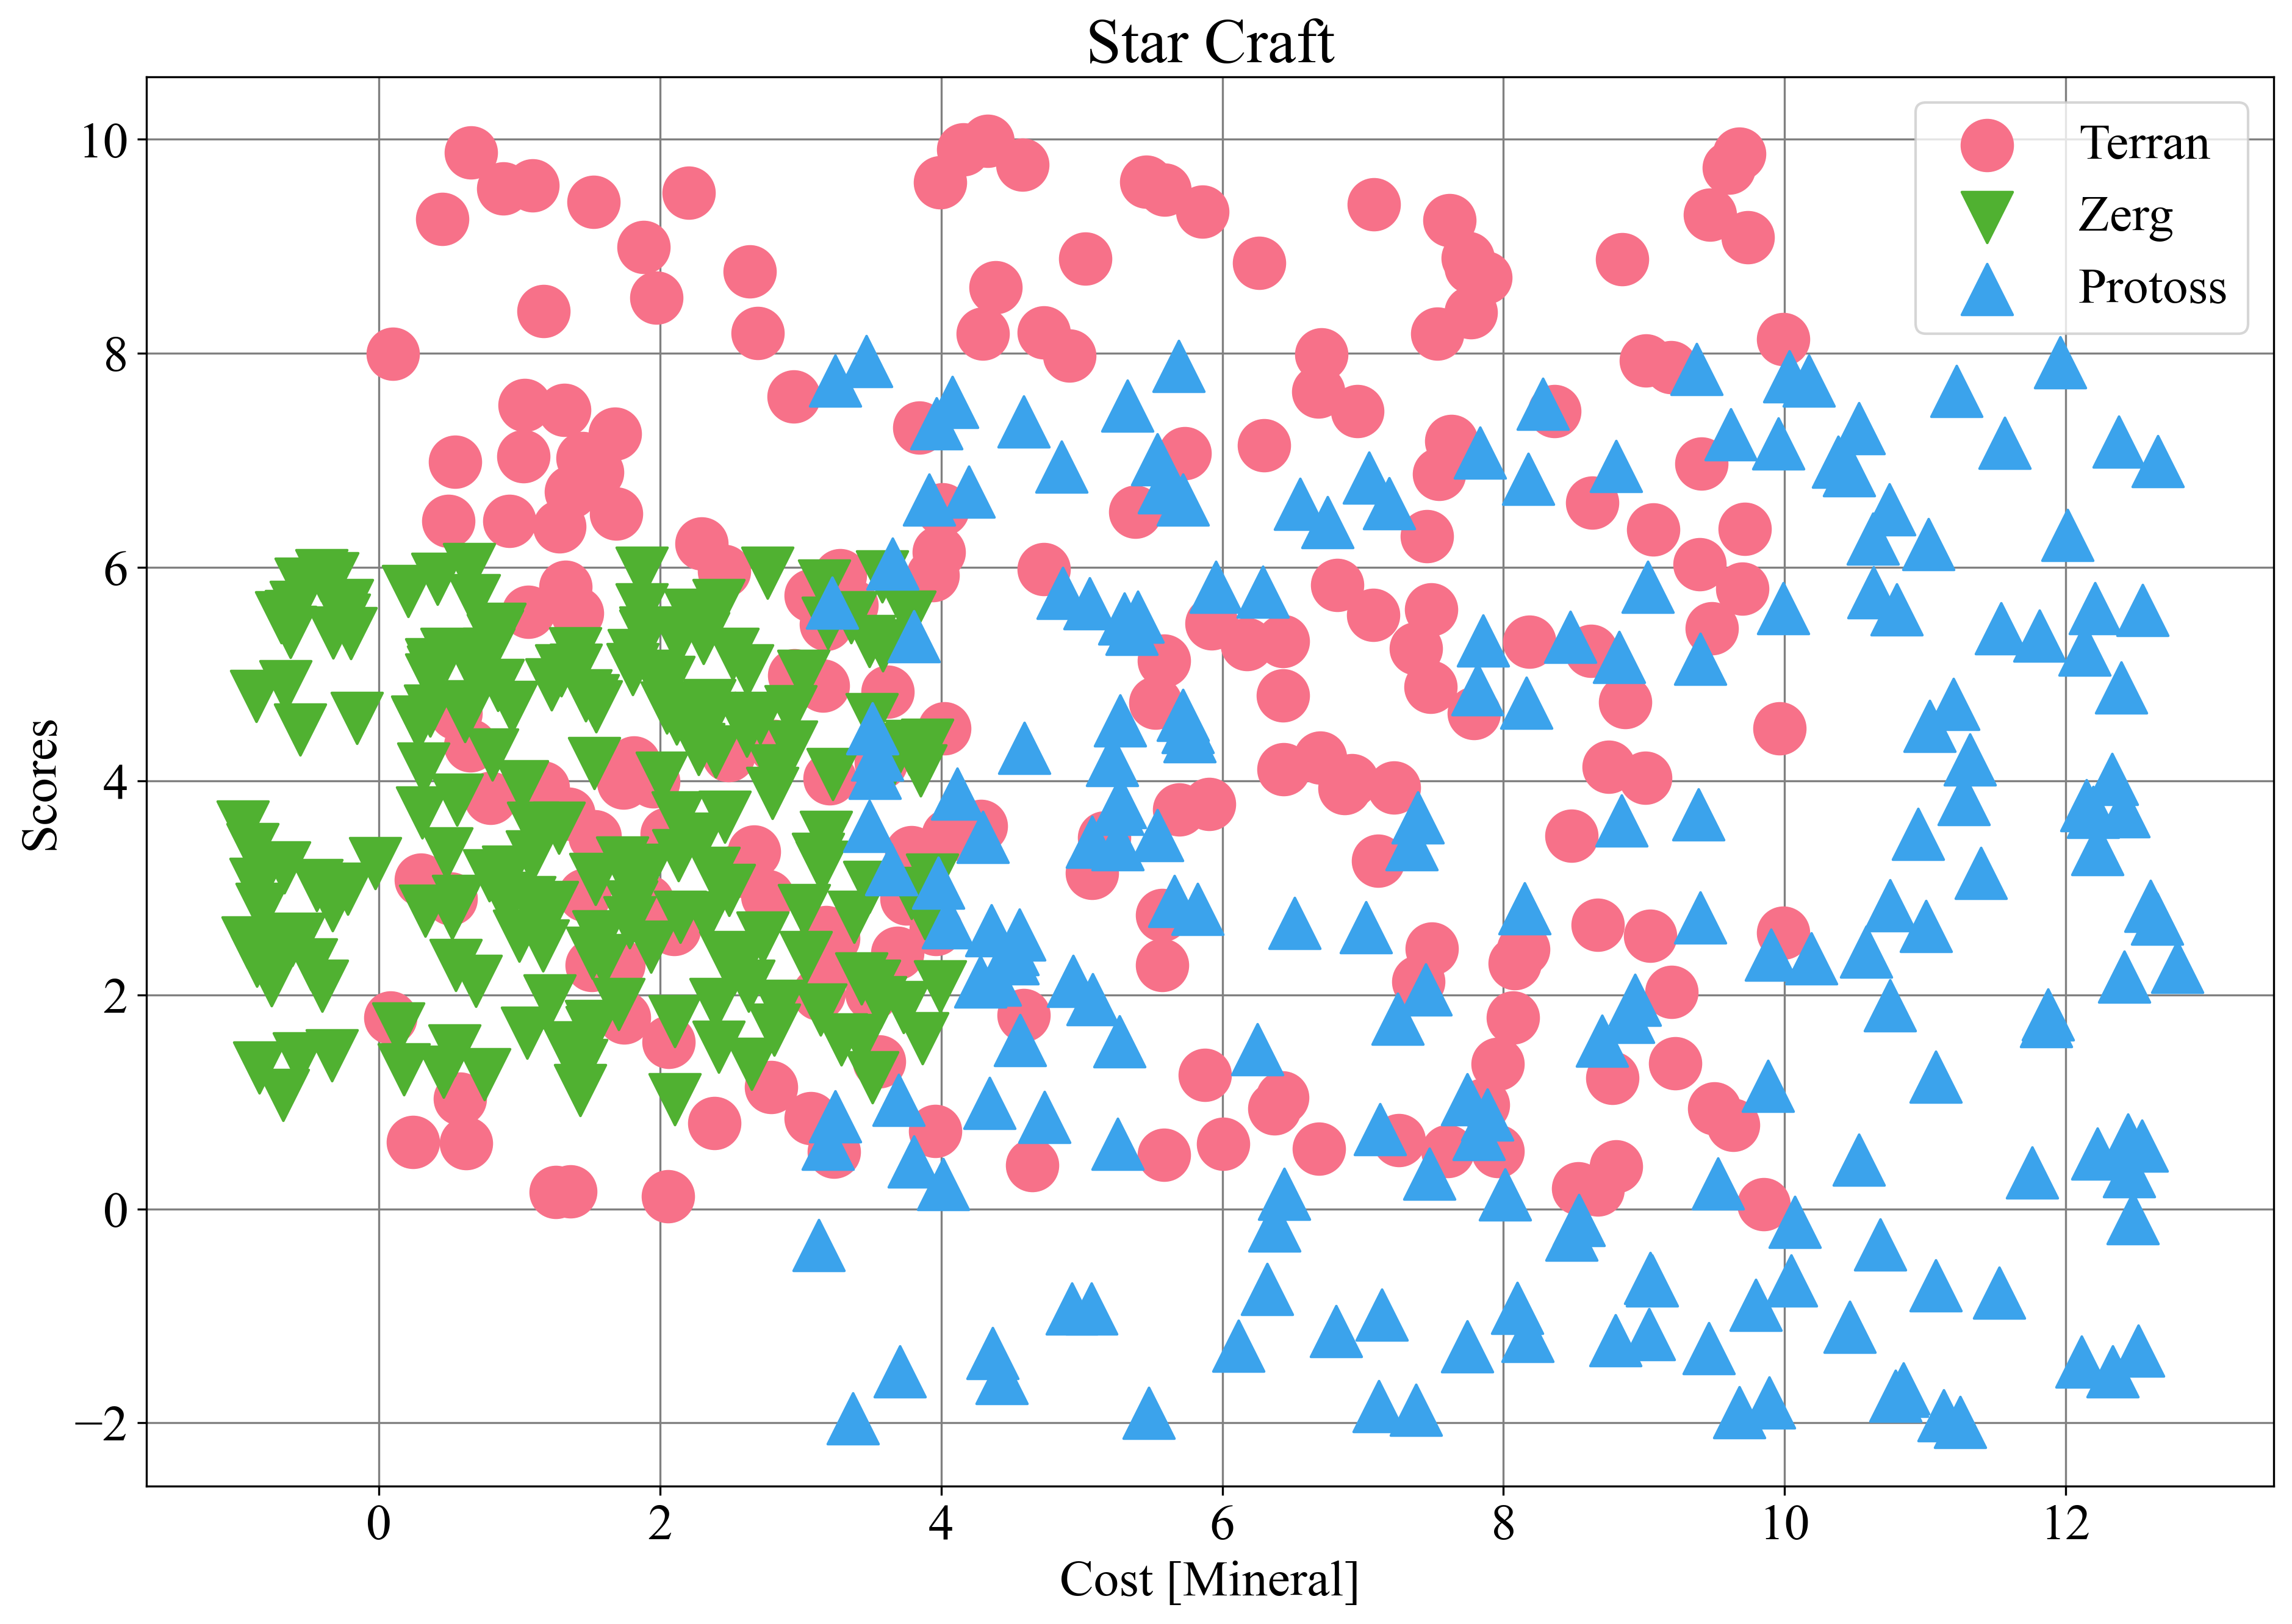 Star Craft
Terran
Zerg
Protoss
10
8
6
4
2
0
−2
Scores
0 2 4 6 8 10 12
Cost [Mineral]